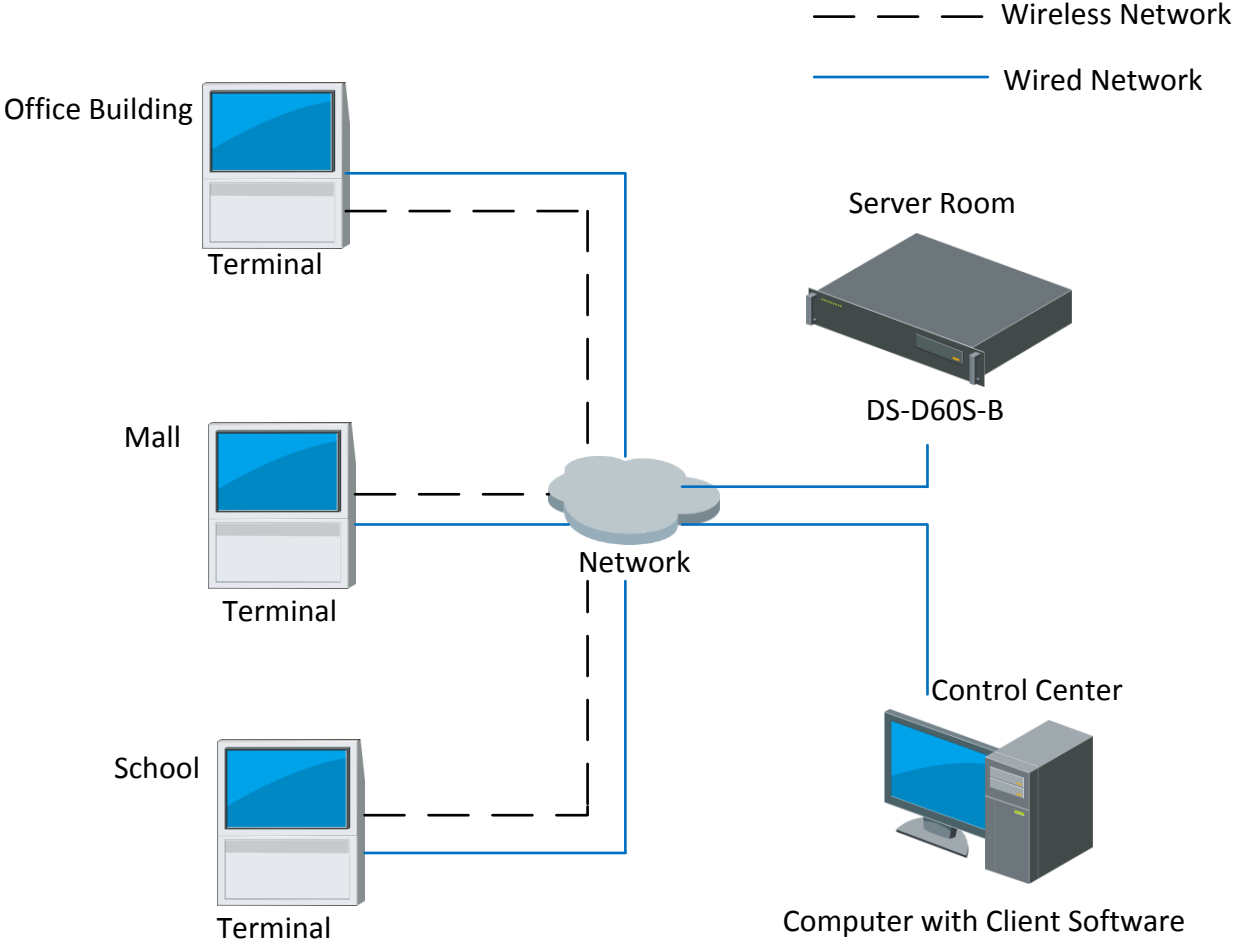 Wireless Network
Wired Network
Office Building
Terminal
Server Room
DS-D60S-B
Mall
Terminal
Network
Control Center
School
Terminal
Computer with Client Software